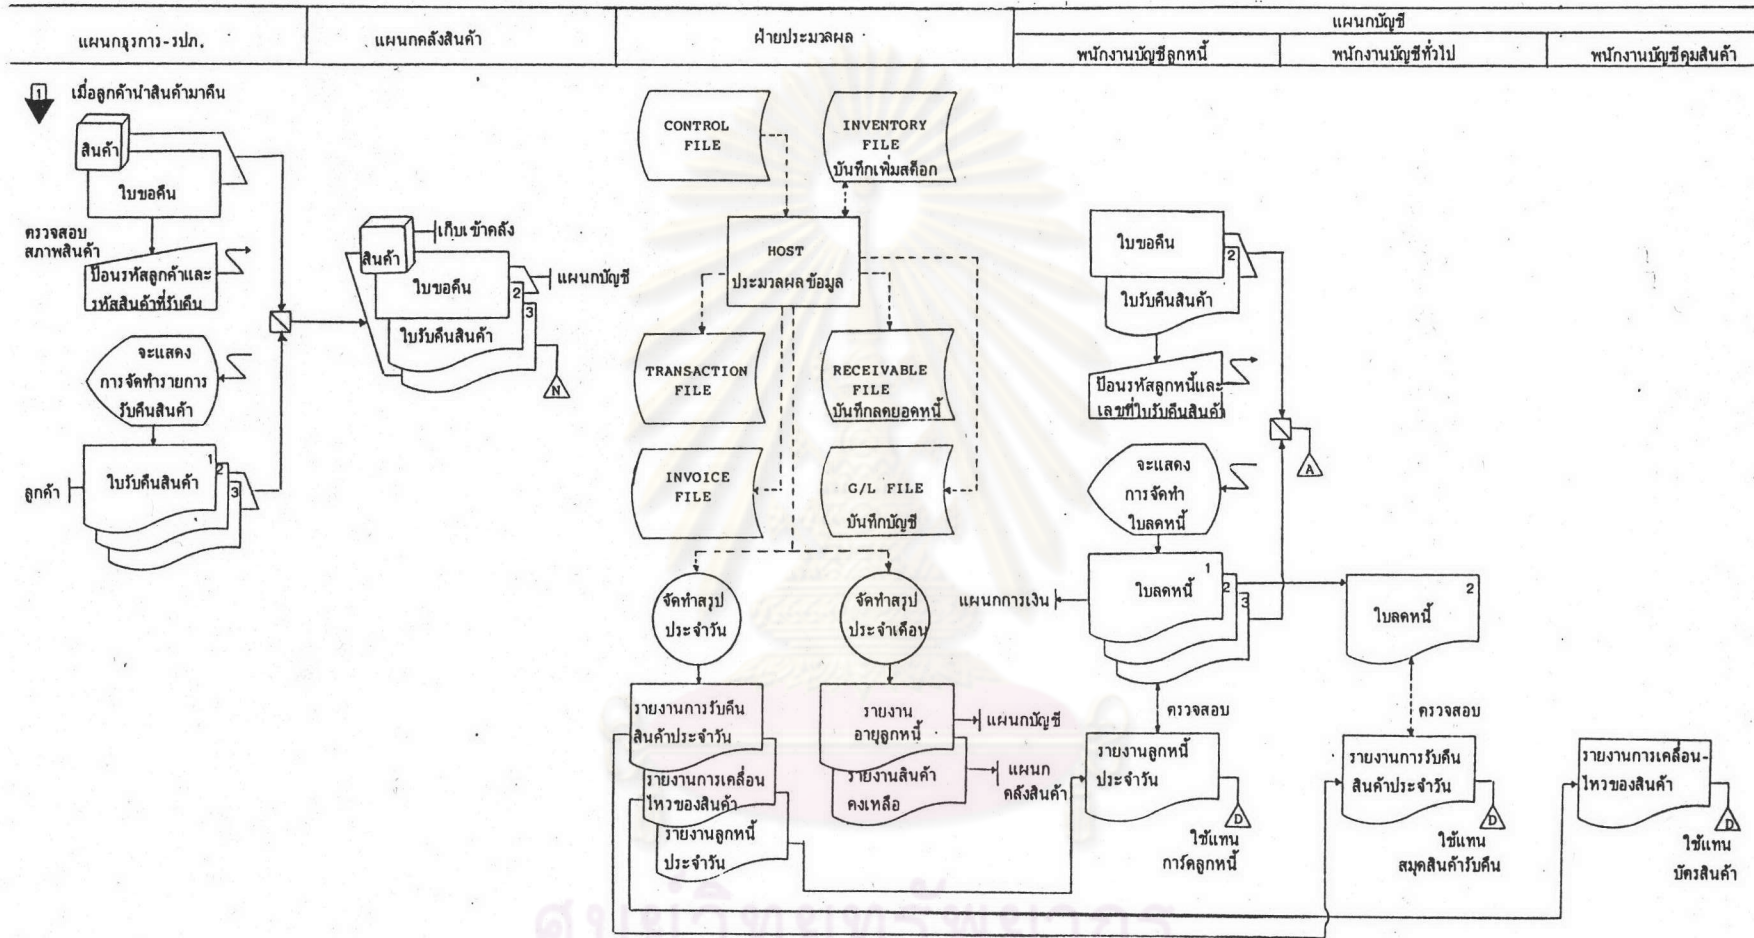 แผนกธุรการ-รปภ.
แผนกคลังสินค้า
ฝ่ายประมวลผล
แผนกบัญชี
พนักงานบัญชีลูกหนี้
พนักงานบัญชีทั่วไป
พนักงานบัญชีคุมสินค้า
1
เมื่อลูกค้านำสินค้ามาคืน
สินค้า
ใบขอคืน
ตรวจสอบ
สภาพสินค้า
ป้อนรหัสลูกค้าและ
รหัสสินค้าที่รับคืน
จะแสดง
การจัดทำรายการ
รับคืนสินค้า
ลูกค้า
ใบรับคืนสินค้า
1
2
3
สินค้า
เก็บเข้าคลัง
ใบขอคืน
2
3
แผนกบัญชี
ใบรับคืนสินค้า
N
CONTROL
FILE
INVENTORY
FILE
บันทึกเพิ่มสต็อก
HOST
ประมวลผลข้อมูล
TRANSACTION
FILE
RECEIVABLE
FILE
บันทึกลดยอดหนี้
INVOICE
FILE
G/L FILE
บันทึกบัญชี
จัดทำสรุป
ประจำวัน
จัดทำสรุป
ประจำเดือน
รายงานการรับคืน
สินค้าประจำวัน
รายงานการเคลื่อน
ไหวของสินค้า
รายงานลูกหนี้
ประจำวัน
รายงาน
อายุลูกหนี้
แผนกบัญชี
รายงานสินค้า
คงเหลือ
แผนก
คลังสินค้า
ใบขอคืน
2
ใบรับคืนสินค้า
ป้อนรหัสลูกหนี้และ
เลขที่ใบรับคืนสินค้า
A
จะแสดง
การจัดทำ
ใบลดหนี้
แผนกการเงิน
ใบลดหนี้
1
2
3
ตรวจสอบ
รายงานลูกหนี้
ประจำวัน
D
ใช้แทน
การ์ดลูกหนี้
ใบลดหนี้
2
ตรวจสอบ
รายงานการรับคืน
สินค้าประจำวัน
D
ใช้แทน
สมุดสินค้ารับคืน
รายงานการเคลื่อน-
ไหวของสินค้า
D
ใช้แทน
บัตรสินค้า
ศูนย์วิทยทรัพยากร